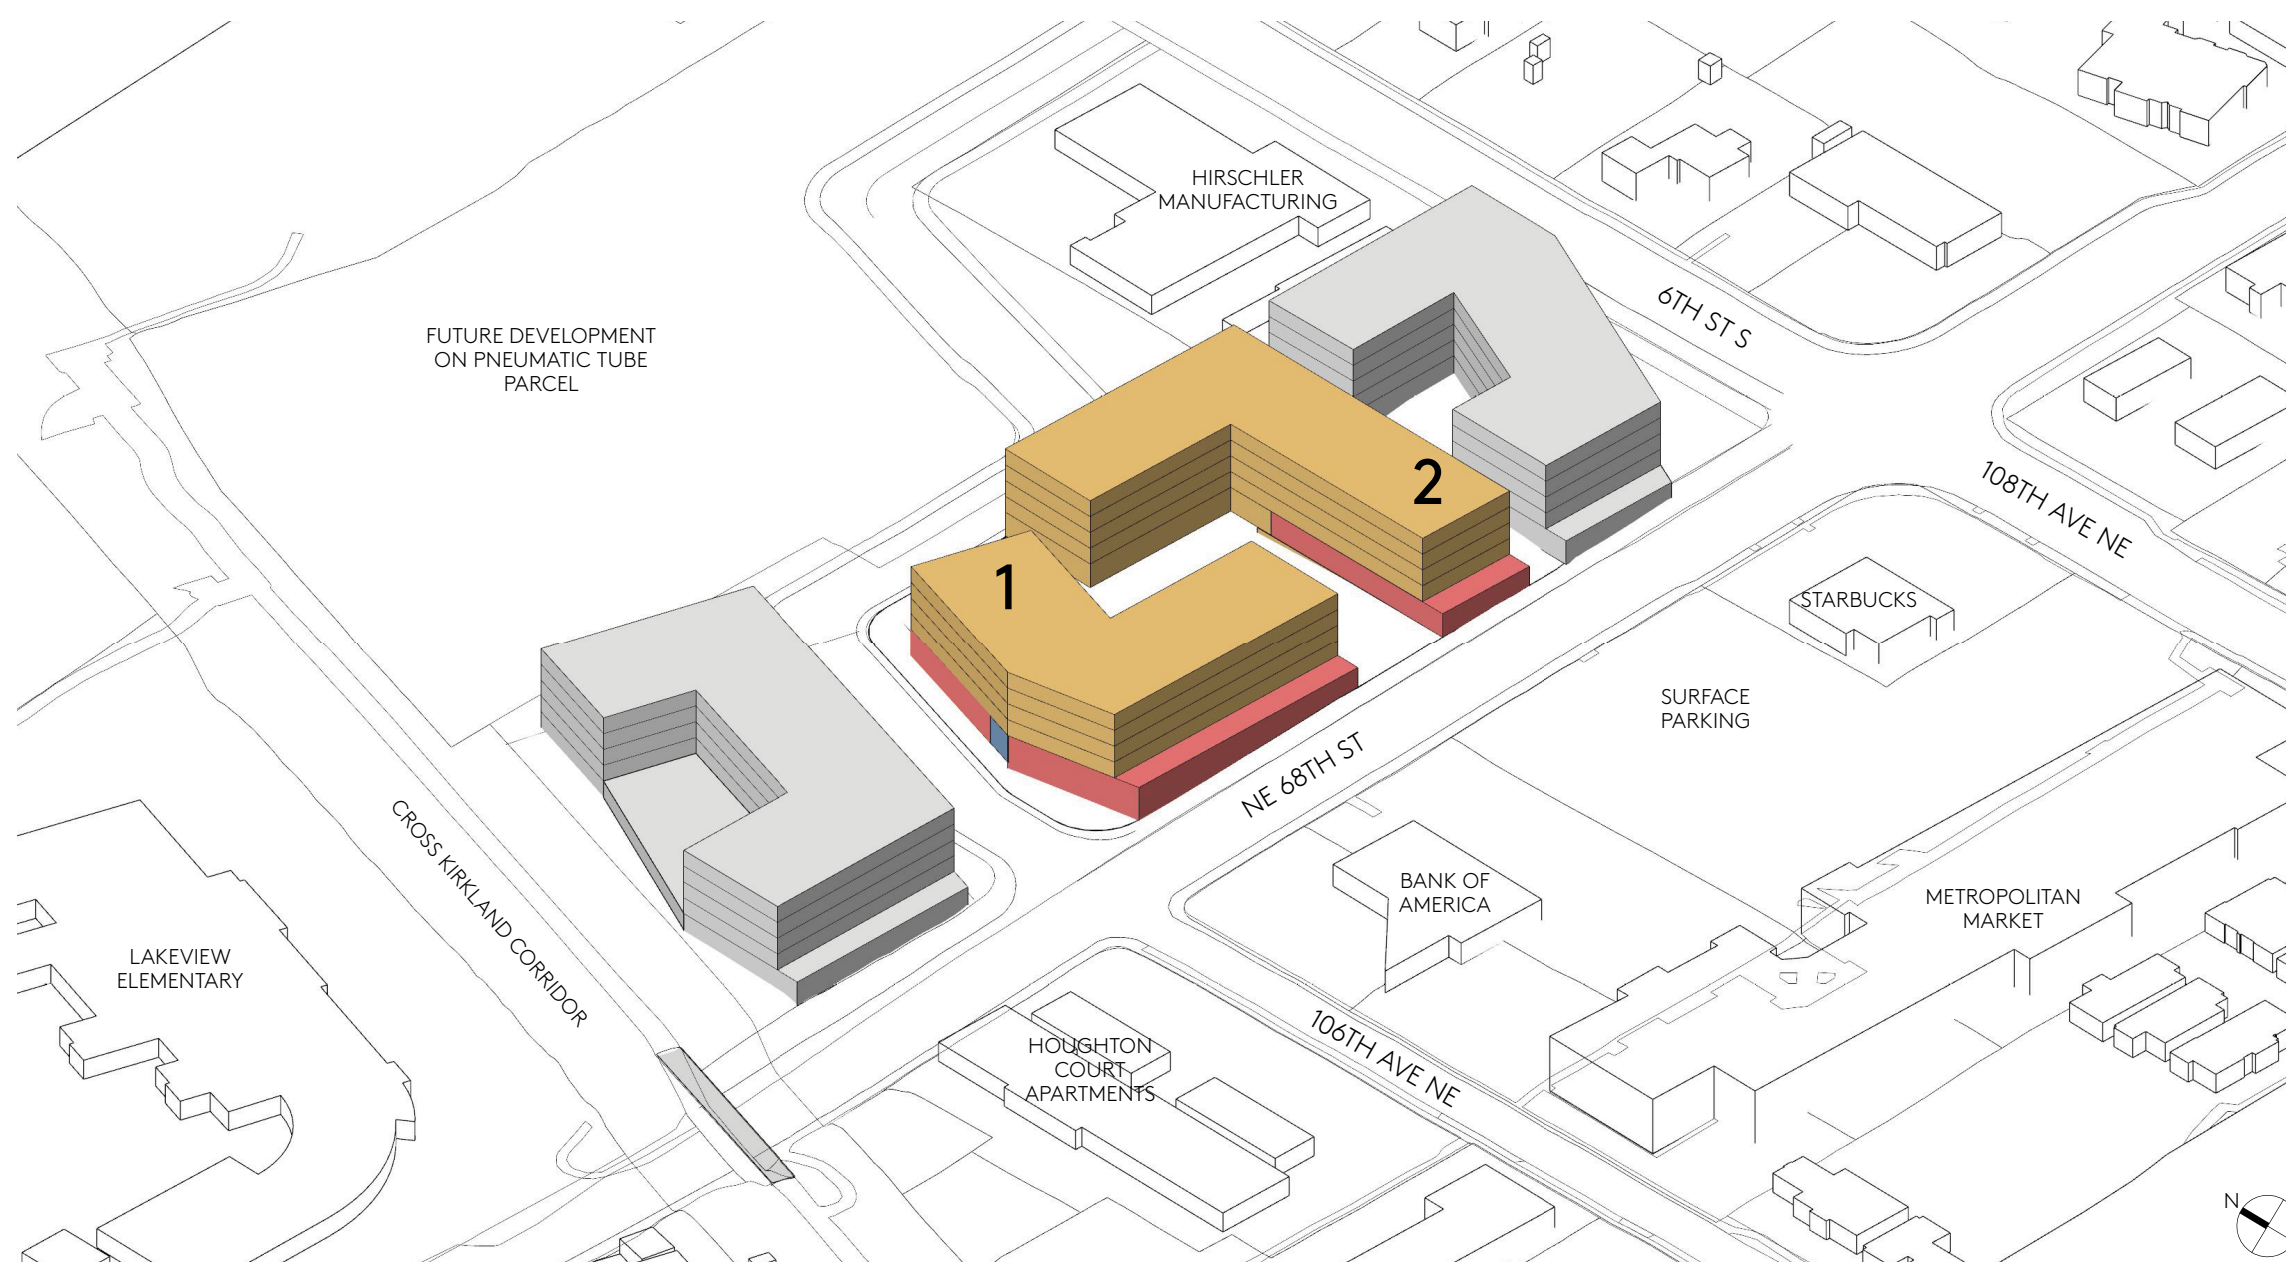 HIRSCHLER
MANUFACTURING
6TH ST S
FUTURE DEVELOPMENT
ON PNEUMATIC TUBE
PARCEL
2
108TH AVE NE
1
STARBUCKS
SURFACE
PARKING
NE 68TH ST
CROSS KIRKLAND CORRIDOR
BANK OF
AMERICA
METROPOLITAN
MARKET
LAKEVIEW
ELEMENTARY
106TH AVE NE
HOUGHTON
COURT
APARTMENTS
N